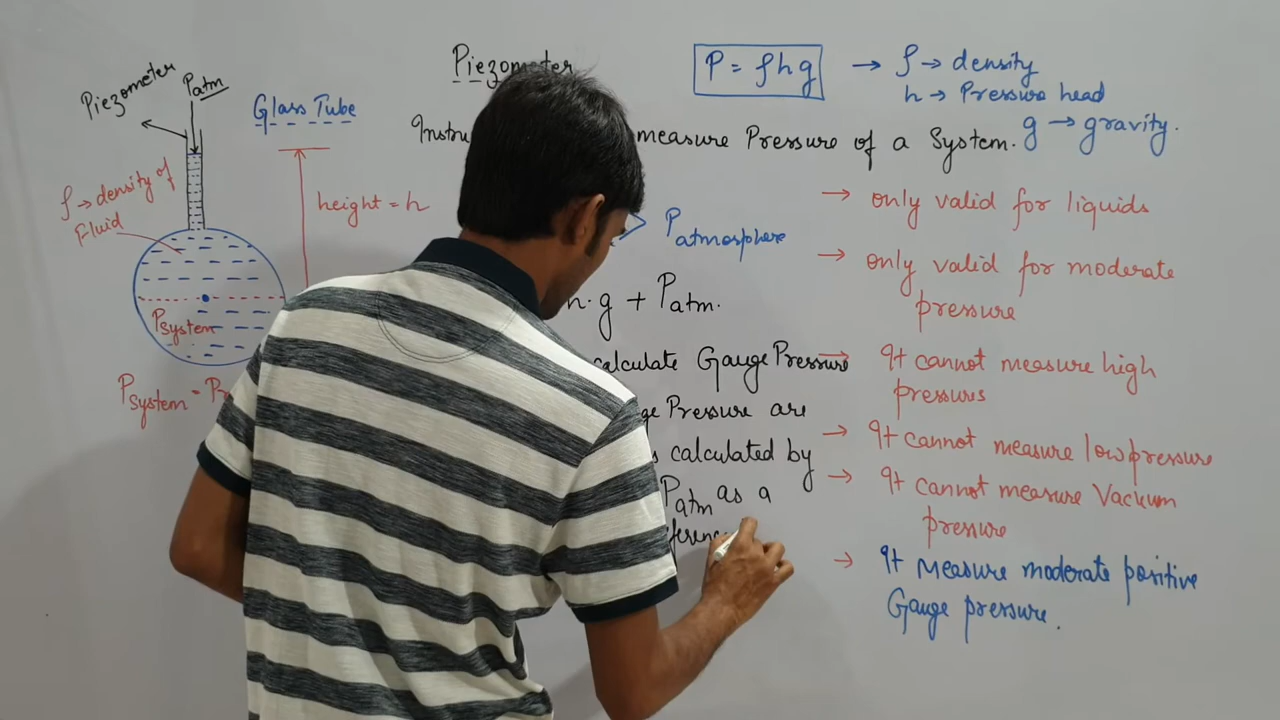 Piezometer
Patm
Glass Tube
ρ → density of
Fluid
height = h
PSystem
PSystem =
Piezometer
P = ρhg → ρ → density
h → Pressure head
g → gravity.
measure Pressure of a System.
> Patmosphere
h.g + Patm.
calculate Gauge Pressure
Pressure are
calculated by
Patm as a
→ only valid for liquids
→ only valid for moderate
pressure
→ It cannot measure high
pressures
→ It cannot measure low pressure
→ It cannot measure Vacuum
pressure
→ It measure moderate positive
Gauge pressure.